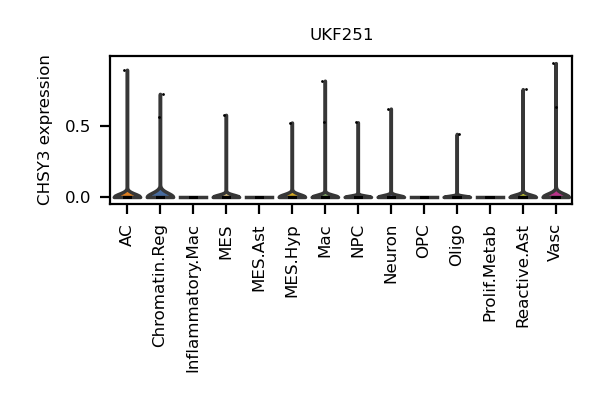 UKF251
CHSY3 expression
0.5
0.0
AC
Chromatin.Reg
Inflammatory.Mac
MES
MES.Ast
MES.Hyp
Mac
NPC
Neuron
OPC
Oligo
Prolif.Metab
Reactive.Ast
Vasc